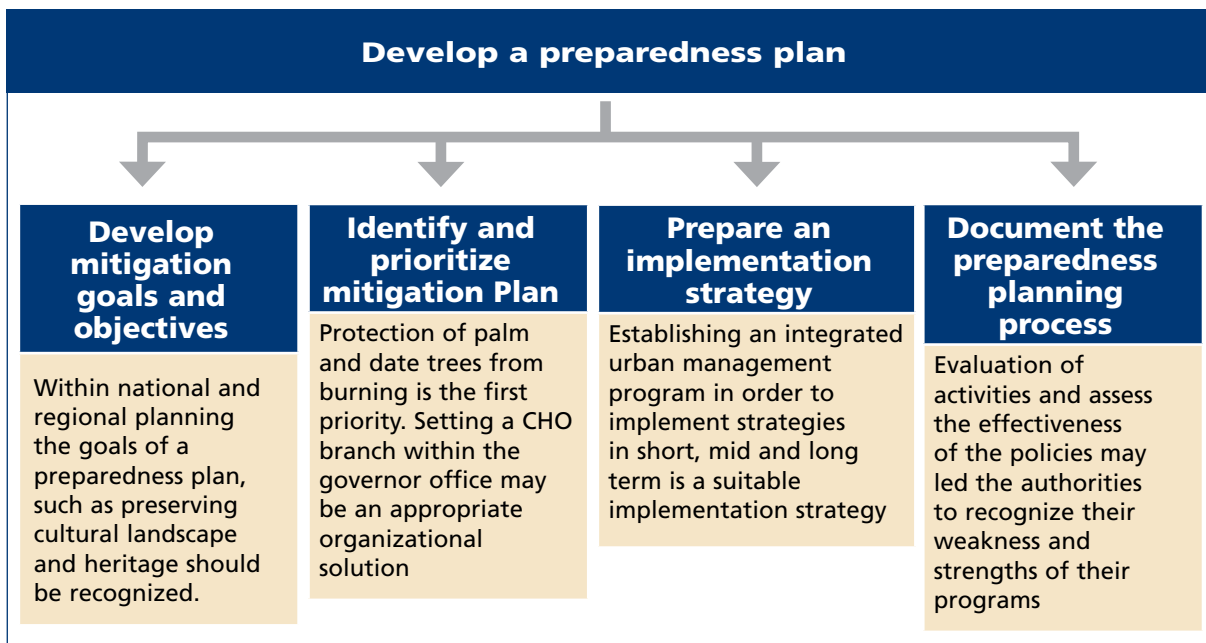 Develop a preparedness plan
Develop
mitigation
goals and
objectives
Within national and
regional planning
the goals of a
preparedness plan,
such as preserving
cultural landscape
and heritage should
be recognized.
Identify and
prioritize
mitigation Plan
Protection of palm
and date trees from
burning is the first
priority. Setting a CHO
branch within the
governor office may
be an appropriate
organizational
solution
Prepare an
implementation
strategy
Establishing an integrated
urban management
program in order to
implement strategies
in short, mid and long
term is a suitable
implementation strategy
Document the
preparedness
planning
process
Evaluation of
activities and assess
the effectiveness
of the policies may
led the authorities
to recognize their
weakness and
strengths of their
programs